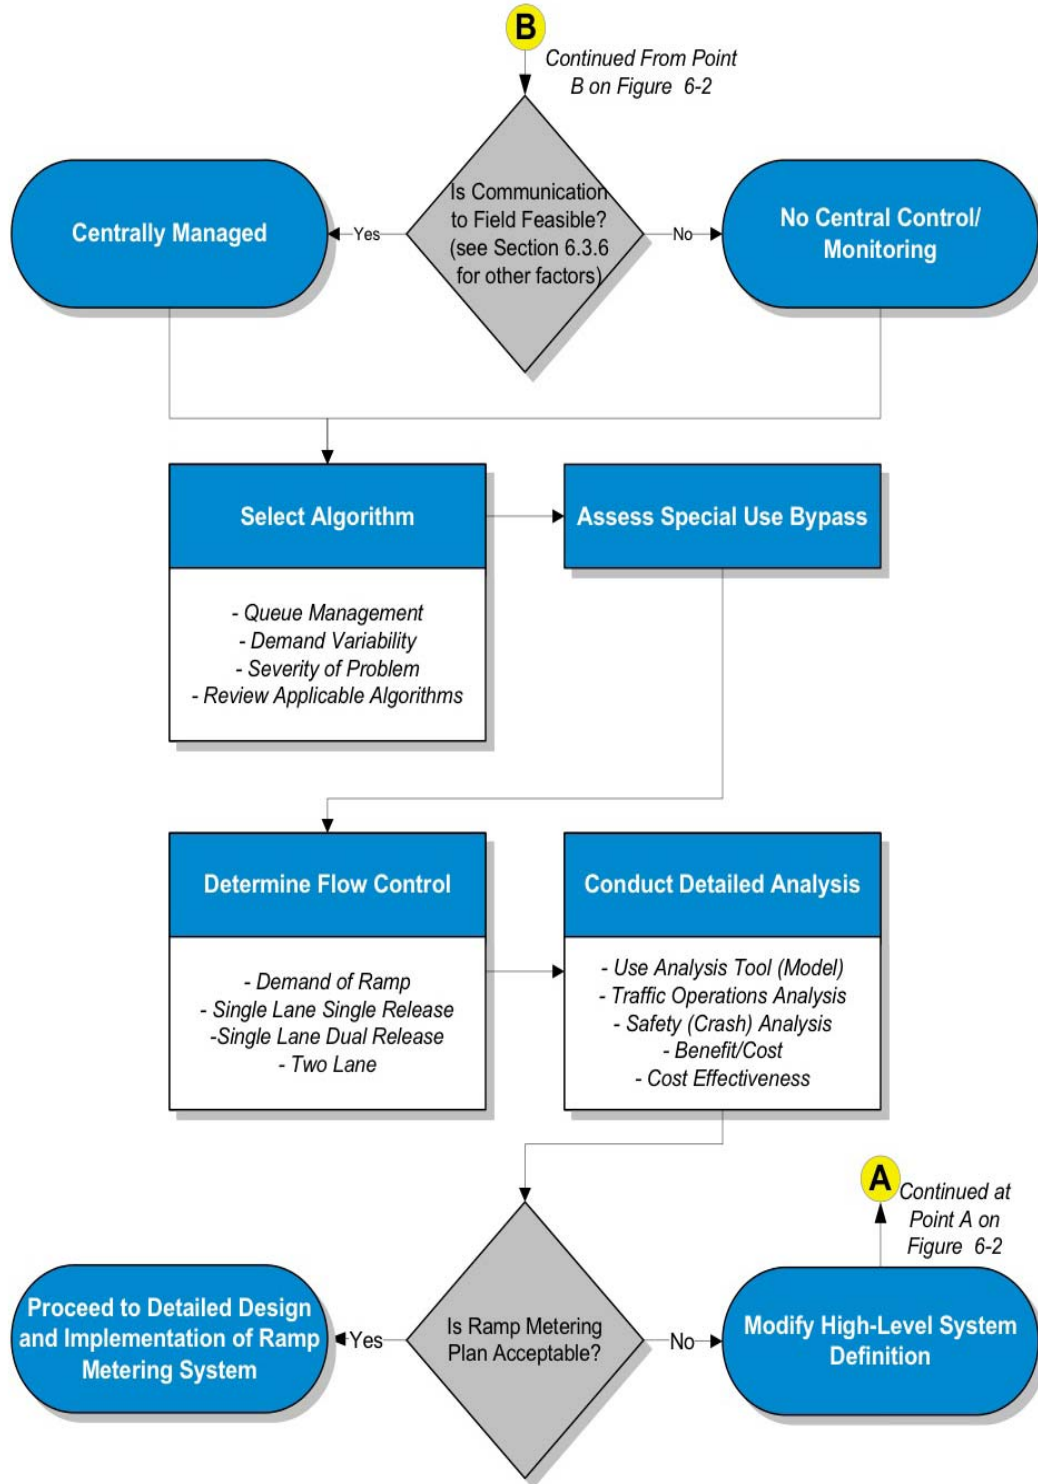 B
Continued From Point
B on Figure 6-2
Is Communication
to Field Feasible?
(see Section 6.3.6
for other factors)
Centrally Managed
Yes
No
No Central Control/
Monitoring
Select Algorithm
- Queue Management
- Demand Variability
- Severity of Problem
- Review Applicable Algorithms
Assess Special Use Bypass
Determine Flow Control
- Demand of Ramp
- Single Lane Single Release
-Single Lane Dual Release
- Two Lane
Conduct Detailed Analysis
- Use Analysis Tool (Model)
- Traffic Operations Analysis
- Safety (Crash) Analysis
- Benefit/Cost
- Cost Effectiveness
A
Continued at
Point A on
Figure 6-2
Proceed to Detailed Design
and Implementation of Ramp
Metering System
Yes
Is Ramp Metering
Plan Acceptable?
No
Modify High-Level System
Definition